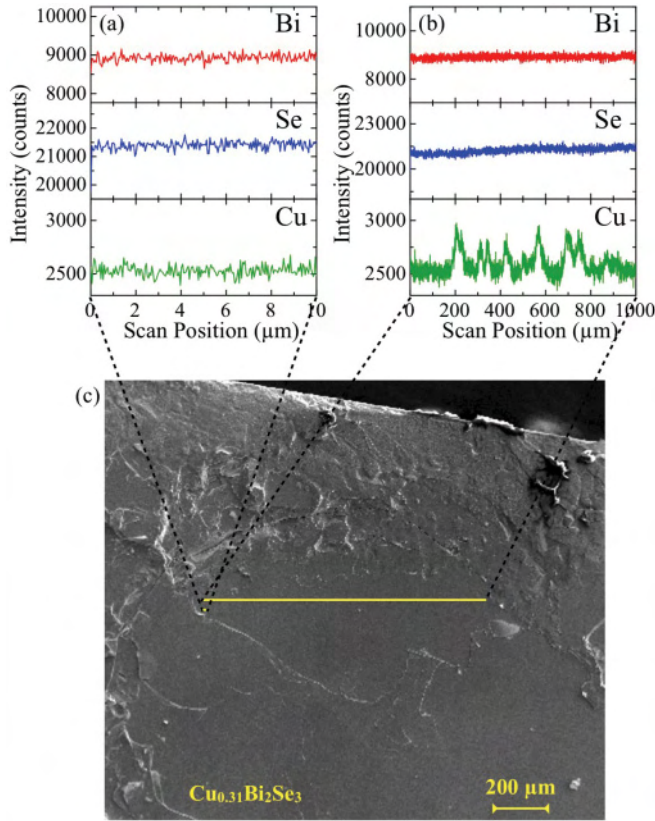 (a) Bi
10000
9000
8000
Se
22000
21000
20000
Cu
3000
2500
Intensity (counts)
0 2 4 6 8 10
Scan Position (µm)
(b) Bi
10000
8000
Se
23000
20000
Cu
3000
2500
Intensity (counts)
0 200 400 600 800 1000
Scan Position (µm)
(c)
Cu0.31Bi2Se3
200 µm